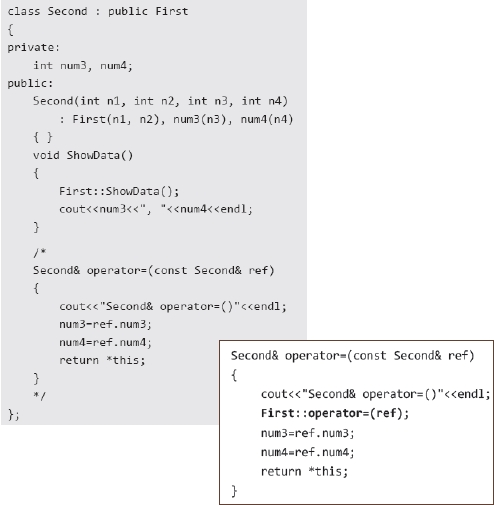 class Second : public First
{
private:
    int num3, num4;
public:
    Second(int n1, int n2, int n3, int n4)
        : First(n1, n2), num3(n3), num4(n4)
    { }
    void ShowData()
    {
        First::ShowData();
        cout<<num3<<", "<<num4<<endl;
    }
    /*
    Second& operator=(const Second& ref)
    {
        cout<<"Second& operator=()"<<endl;
        num3=ref.num3;
        num4=ref.num4;
        return *this;
    }
    */
};
Second& operator=(const Second& ref)
{
    cout<<"Second& operator=()"<<endl;
    First::operator=(ref);
    num3=ref.num3;
    num4=ref.num4;
    return *this;
}